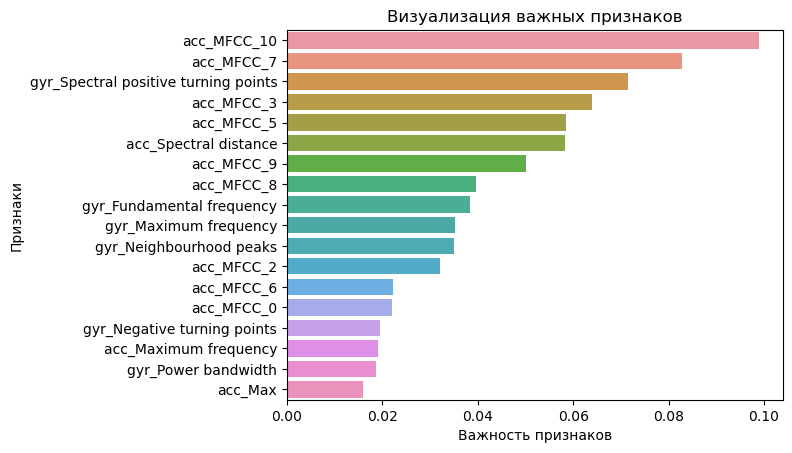 Визуализация важных признаков
Признаки
acc_MFCC_10
acc_MFCC_7
gyr_Spectral positive turning points
acc_MFCC_3
acc_MFCC_5
acc_Spectral distance
acc_MFCC_9
acc_MFCC_8
gyr_Fundamental frequency
gyr_Maximum frequency
gyr_Neighbourhood peaks
acc_MFCC_2
acc_MFCC_6
acc_MFCC_0
gyr_Negative turning points
acc_Maximum frequency
gyr_Power bandwidth
acc_Max
0.00 0.02 0.04 0.06 0.08 0.10
Важность признаков